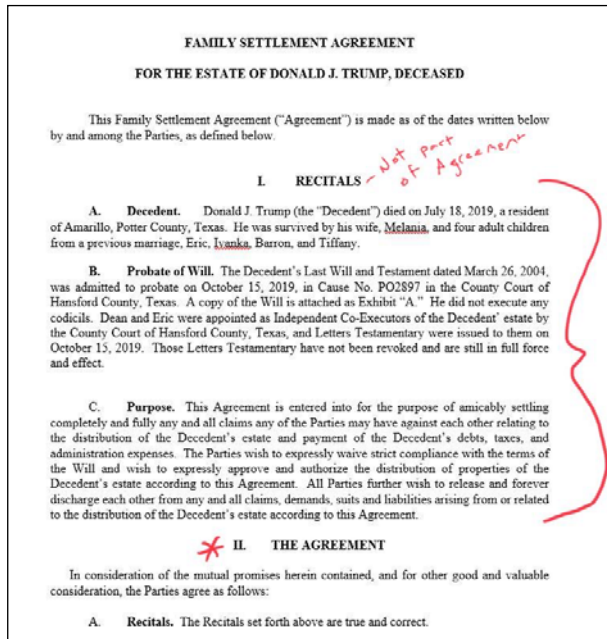 FAMILY SETTLEMENT AGREEMENT
FOR THE ESTATE OF DONALD J. TRUMP, DECEASED
This Family Settlement Agreement (“Agreement”) is made as of the dates written below
by and among the Parties, as defined below.
I. RECITALS - Not part
of Agreement
A. Decedent. Donald J. Trump (the “Decedent”) died on July 18, 2019, a resident
of Amarillo, Potter County, Texas. He was survived by his wife, Melania, and four adult children
from a previous marriage, Eric, Ivanka, Barron, and Tiffany.
B. Probate of Will. The Decedent's Last Will and Testament dated March 26, 2004,
was admitted to probate on October 15, 2019, in Cause No. PO2897 in the County Court of
Hansford County, Texas. A copy of the Will is attached as Exhibit “A.” He did not execute any
codicils. Dean and Eric were appointed as Independent Co-Executors of the Decedent' estate by
the County Court of Hansford County, Texas, and Letters Testamentary were issued to them on
October 15, 2019. Those Letters Testamentary have not been revoked and are still in full force
and effect.
C. Purpose. This Agreement is entered into for the purpose of amicably settling
completely and fully any and all claims any of the Parties may have against each other relating to
the distribution of the Decedent's estate and payment of the Decedent's debts, taxes, and
administration expenses. The Parties wish to expressly waive strict compliance with the terms of
the Will and wish to expressly approve and authorize the distribution of properties of the
Decedent's estate according to this Agreement. All Parties further wish to release and forever
discharge each other from any and all claims, demands, suits and liabilities arising from or related
to the distribution of the Decedent's estate according to this Agreement.
* II. THE AGREEMENT
In consideration of the mutual promises herein contained, and for other good and valuable
consideration, the Parties agree as follows:
A. Recitals. The Recitals set forth above are true and correct.